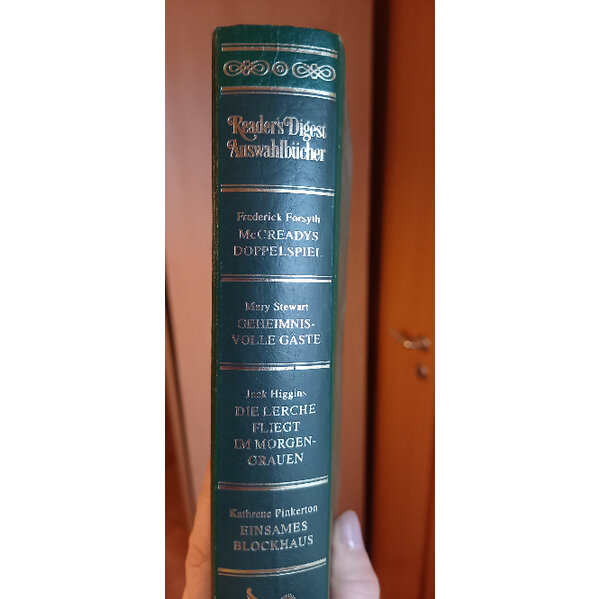 Reader's Digest
Auswahlbücher
Frederick Forsyth
McCREADYS
DOPPELSPIEL
Mary Stewart
GEHEIMNIS-
VOLLE GÄSTE
Jack Higgins
DIE LERCHE
FLIEGT
IM MORGEN-
GRAUEN
Kathrene Pinkerton
EINSAMES
BLOCKHAUS